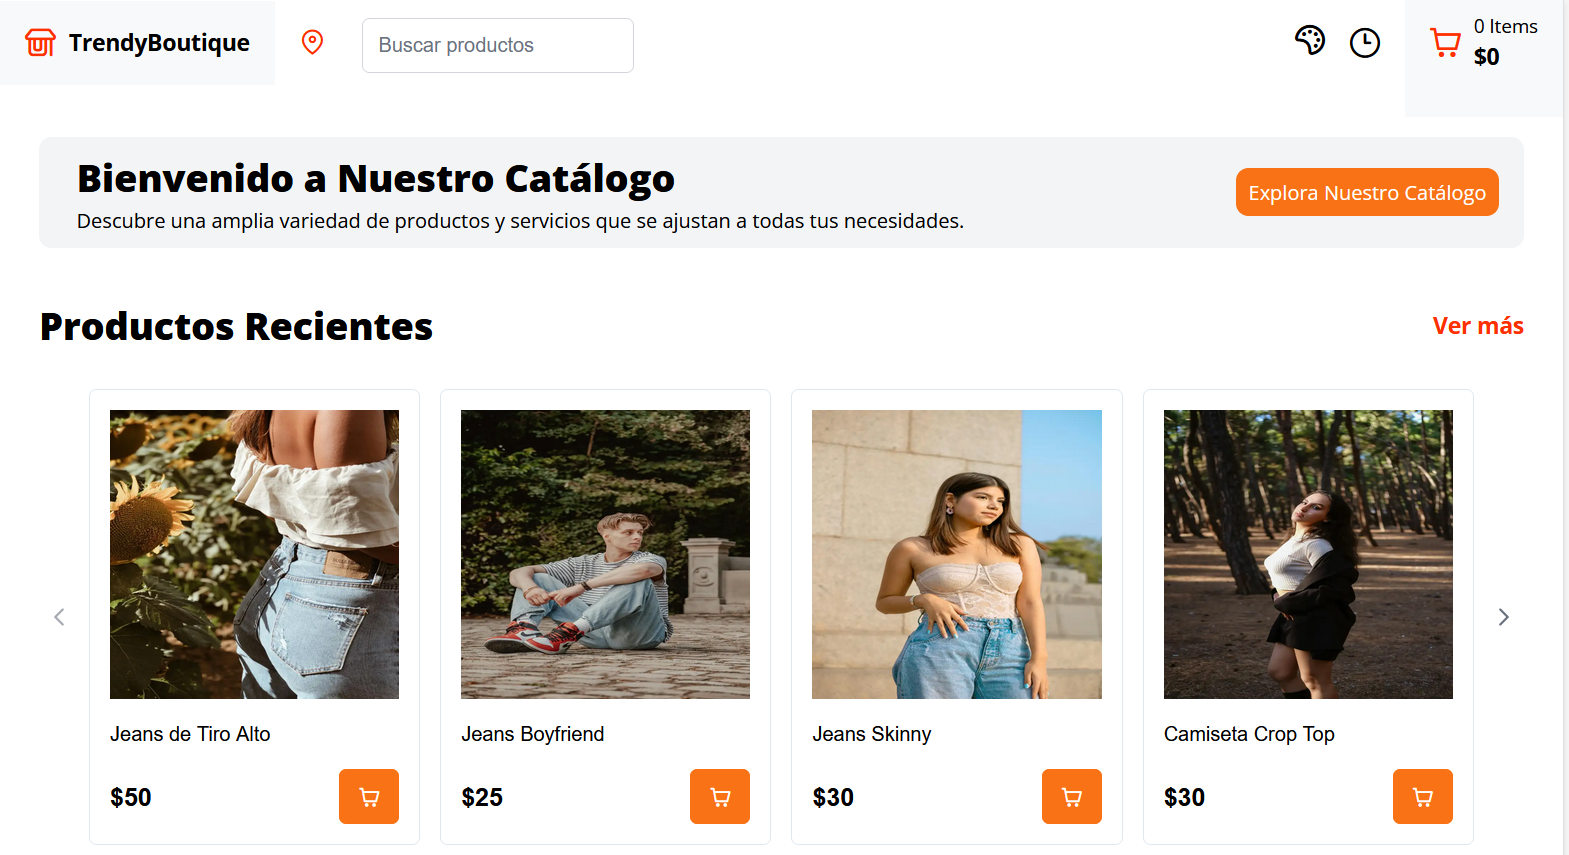 TrendyBoutique
Buscar productos
0 Items
$0
Bienvenido a Nuestro Catálogo
Descubre una amplia variedad de productos y servicios que se ajustan a todas tus necesidades.
Explora Nuestro Catálogo
Productos Recientes
Ver más
Jeans de Tiro Alto
$50
Jeans Boyfriend
$25
Jeans Skinny
$30
Camiseta Crop Top
$30